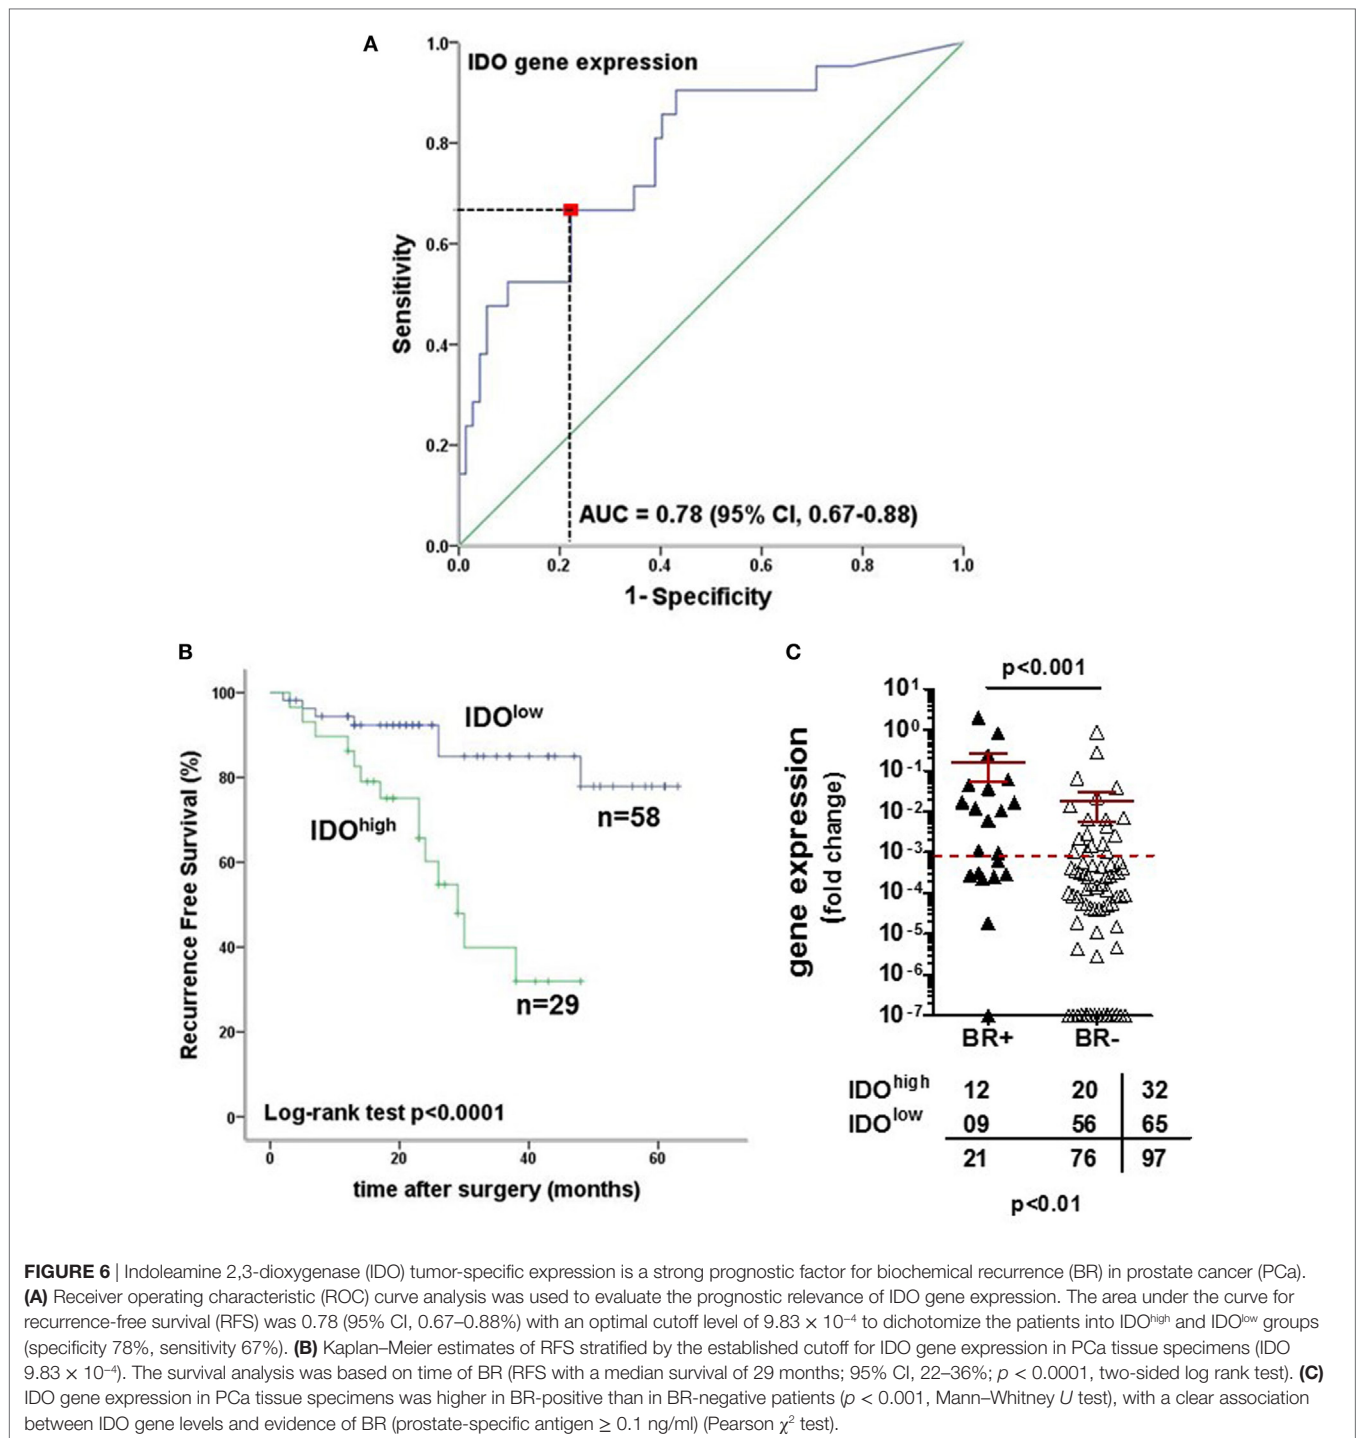 A
IDO gene expression
1.0
0.8
0.6
0.4
0.2
0.0
Sensitivity
AUC = 0.78 (95% CI, 0.67-0.88)
0.0 0.2 0.4 0.6 0.8 1.0
1- Specificity
B
100
80
60
40
20
0
Recurrence Free Survival (%)
IDOlow
n=58
IDOhigh
n=29
Log-rank test p<0.0001
0 20 40 60
time after surgery (months)
C
p<0.001
10¹
10⁰
10⁻¹
10⁻²
10⁻³
10⁻⁴
10⁻⁵
10⁻⁶
10⁻⁷
gene expression
(fold change)
BR+ BR-
IDOhigh 12 20 32
IDOlow 09 56 65
21 76 97
p<0.01
FIGURE 6 | Indoleamine 2,3-dioxygenase (IDO) tumor-specific expression is a strong prognostic factor for biochemical recurrence (BR) in prostate cancer (PCa).
(A) Receiver operating characteristic (ROC) curve analysis was used to evaluate the prognostic relevance of IDO gene expression. The area under the curve for
recurrence-free survival (RFS) was 0.78 (95% CI, 0.67–0.88%) with an optimal cutoff level of 9.83 × 10⁻⁴ to dichotomize the patients into IDOhigh and IDOlow groups
(specificity 78%, sensitivity 67%). (B) Kaplan–Meier estimates of RFS stratified by the established cutoff for IDO gene expression in PCa tissue specimens (IDO
9.83 × 10⁻⁴). The survival analysis was based on time of BR (RFS with a median survival of 29 months; 95% CI, 22–36%; p < 0.0001, two-sided log rank test). (C)
IDO gene expression in PCa tissue specimens was higher in BR-positive than in BR-negative patients (p < 0.001, Mann–Whitney U test), with a clear association
between IDO gene levels and evidence of BR (prostate-specific antigen ≥ 0.1 ng/ml) (Pearson χ² test).